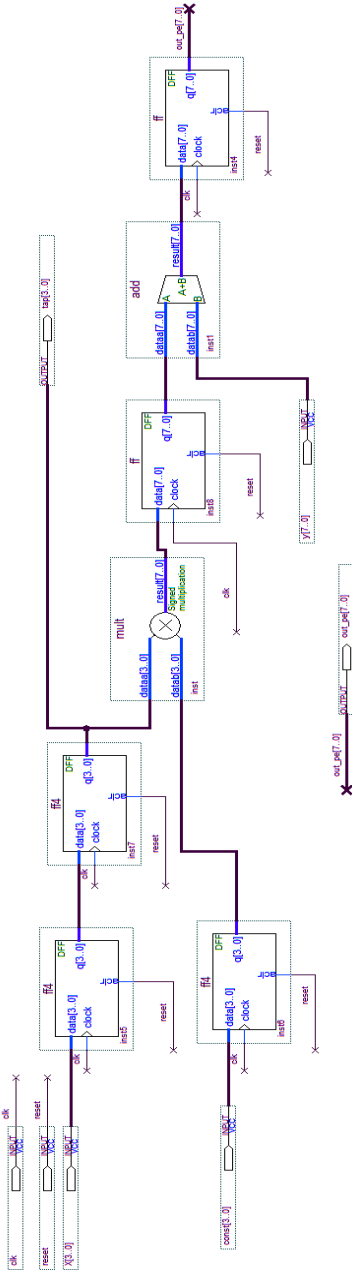 clk
INPUT
VCC
clk
reset
INPUT
VCC
reset
X[3..0]
INPUT
VCC
ff4
DFF
data[3..0]
q[3..0]
clock
aclr
inst5
clk
reset
ff4
DFF
data[3..0]
q[3..0]
clock
aclr
inst7
clk
reset
OUTPUT
tap[3..0]
const[3..0]
INPUT
VCC
ff4
DFF
data[3..0]
q[3..0]
clock
aclr
inst6
clk
reset
mult
dataa[3..0]
datab[3..0]
result[7..0]
Signed
multiplication
inst
ff
DFF
data[7..0]
q[7..0]
clock
aclr
inst8
clk
reset
add
dataa[7..0]
datab[7..0]
A
B
A+B
result[7..0]
inst1
y[7..0]
INPUT
VCC
ff
DFF
data[7..0]
q[7..0]
clock
aclr
inst4
clk
reset
out_pe[7..0]
out_pe[7..0]
OUTPUT
out_pe[7..0]